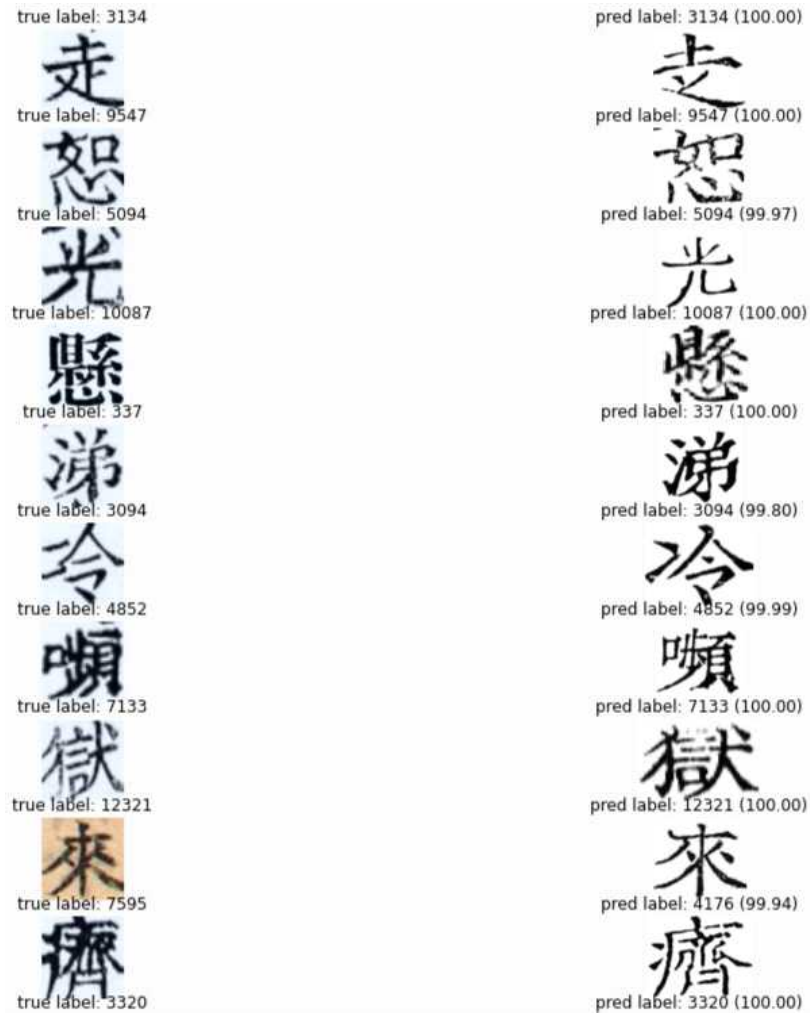 true label: 3134 pred label: 3134 (100.00)
走 走
true label: 9547 pred label: 9547 (100.00)
恕 恕
true label: 5094 pred label: 5094 (99.97)
光 光
true label: 10087 pred label: 10087 (100.00)
懸 懸
true label: 337 pred label: 337 (100.00)
涕 涕
true label: 3094 pred label: 3094 (99.80)
冷 冷
true label: 4852 pred label: 4852 (99.99)
嚬 嚬
true label: 7133 pred label: 7133 (100.00)
獄 獄
true label: 12321 pred label: 12321 (100.00)
來 來
true label: 7595 pred label: 4176 (99.94)
癠 癠
true label: 3320 pred label: 3320 (100.00)